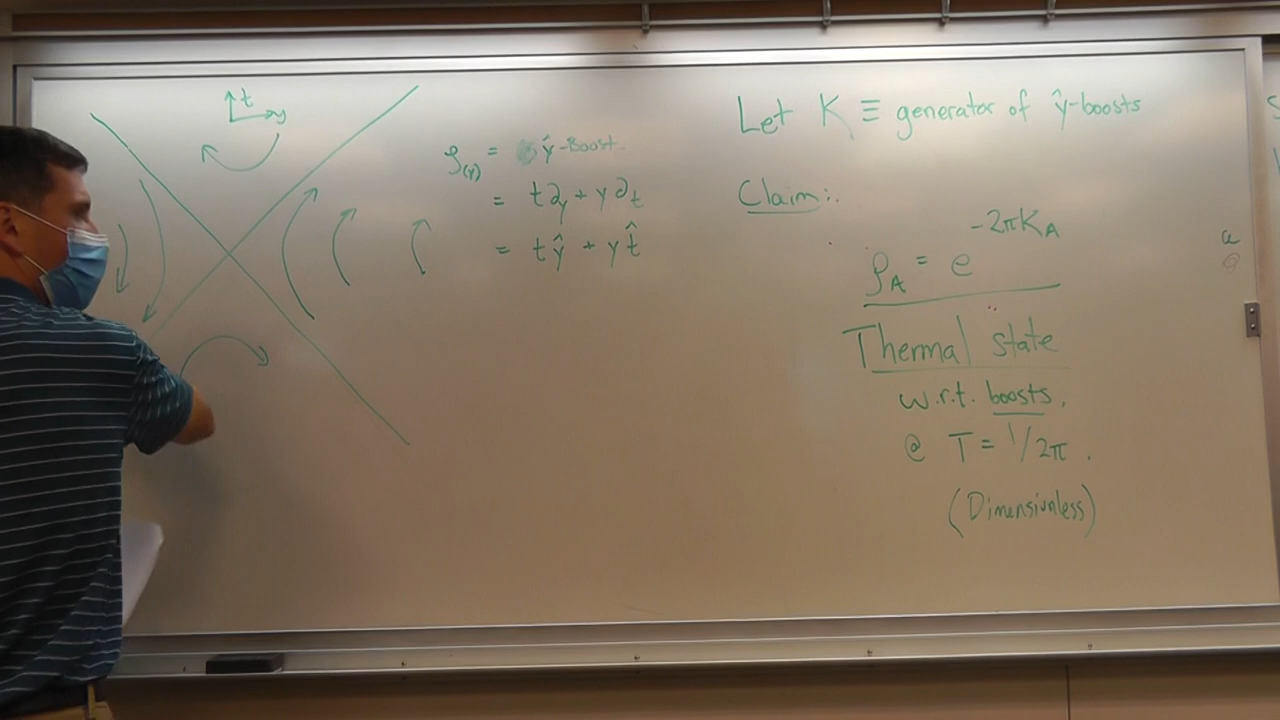 t
y
ξ(y) = ŷ-Boost
= t∂y + y∂t
= tŷ + yt̂
Let K ≡ generator of ŷ-boosts
Claim:
ρA = e^-2πKA
Thermal state
w.r.t. boosts,
@ T = 1/2π.
(Dimensionless)